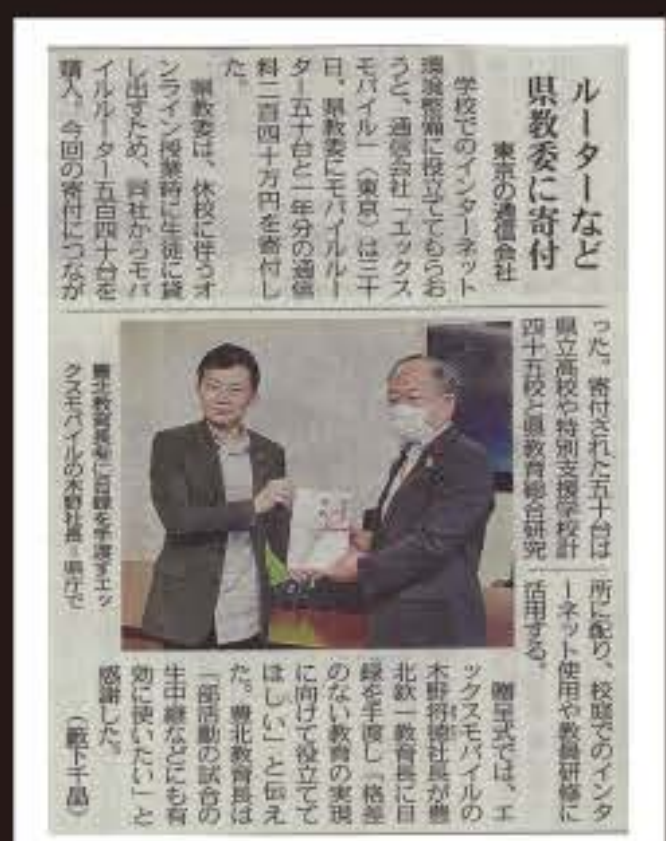 ルーターなど
県教委に寄付
東京の通信会社
学校でのインターネット
環境整備に役立ててもらお
うと、通信会社「エックス
モバイル」（東京）は三十
日、県教委にモバイルルー
ター五十台と一年分の通信
料二百四十万円を寄付し
た。
県教委は、休校に伴うオ
ンライン授業時に生徒に貸
し出すため、同社からモバ
イルルーター五百四十台を
購入。今回の寄付につなが
った。寄付された五十台は
県立高校や特別支援学校計
四十五校と県教育総合研究
所に配り、校庭でのインタ
ーネット使用や教員研修に
活用する。
贈呈式では、エ
ックスモバイルの
木野将徳社長が豊
北欽一教育長に目
録を手渡し「格差
のない教育の実現
に向けて役立てて
ほしい」と伝え
た。豊北教育長は
「部活動の試合の
生中継などにも有
効に使いたい」と
感謝した。
（籔下千晶）
豊北教育長㊨に目録を手渡すエッ
クスモバイルの木野社長＝県庁で